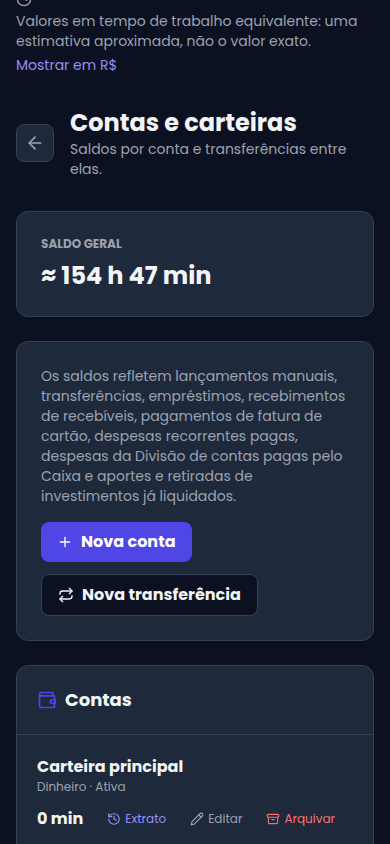 Valores em tempo de trabalho equivalente: uma
estimativa aproximada, não o valor exato.
Mostrar em R$
Contas e carteiras
Saldos por conta e transferências entre
elas.
SALDO GERAL
≈ 154 h 47 min
Os saldos refletem lançamentos manuais,
transferências, empréstimos, recebimentos
de recebíveis, pagamentos de fatura de
cartão, despesas recorrentes pagas,
despesas da Divisão de contas pagas pelo
Caixa e aportes e retiradas de
investimentos já liquidados.
Nova conta
Nova transferência
Contas
Carteira principal
Dinheiro · Ativa
0 min Extrato Editar Arquivar